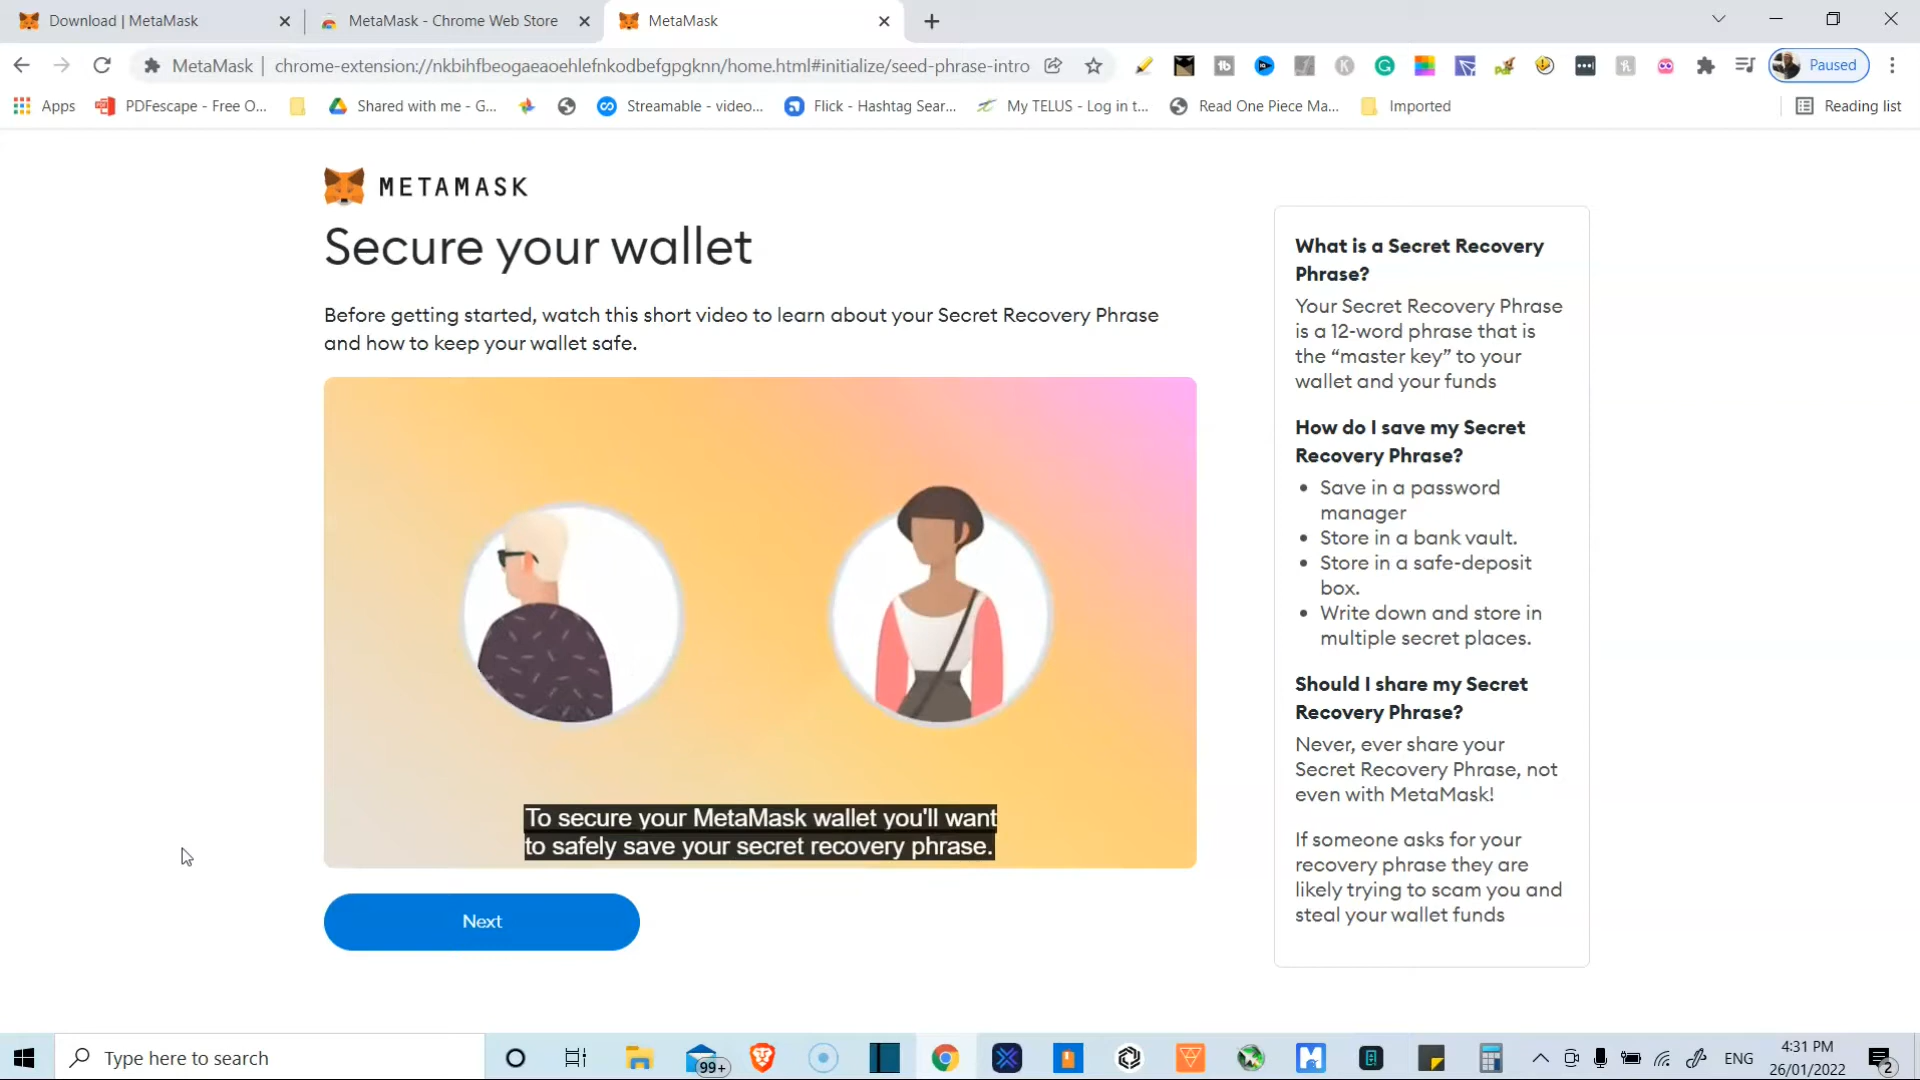 Download | MetaMask
MetaMask - Chrome Web Store
MetaMask
MetaMask | chrome-extension://nkbihfbeogaeaoehlefnkodbefgpgknn/home.html#initialize/seed-phrase-intro
Paused
Apps
PDFescape - Free O...
Shared with me - G...
Streamable - video...
Flick - Hashtag Sear...
My TELUS - Log in t...
Read One Piece Ma...
Imported
Reading list
METAMASK
Secure your wallet
Before getting started, watch this short video to learn about your Secret Recovery Phrase
and how to keep your wallet safe.
To secure your MetaMask wallet you'll want
to safely save your secret recovery phrase.
Next
What is a Secret Recovery
Phrase?
Your Secret Recovery Phrase
is a 12-word phrase that is
the “master key” to your
wallet and your funds
How do I save my Secret
Recovery Phrase?
• Save in a password
manager
• Store in a bank vault.
• Store in a safe-deposit
box.
• Write down and store in
multiple secret places.
Should I share my Secret
Recovery Phrase?
Never, ever share your
Secret Recovery Phrase, not
even with MetaMask!
If someone asks for your
recovery phrase they are
likely trying to scam you and
steal your wallet funds
Type here to search
99+
ENG
4:31 PM
26/01/2022
2